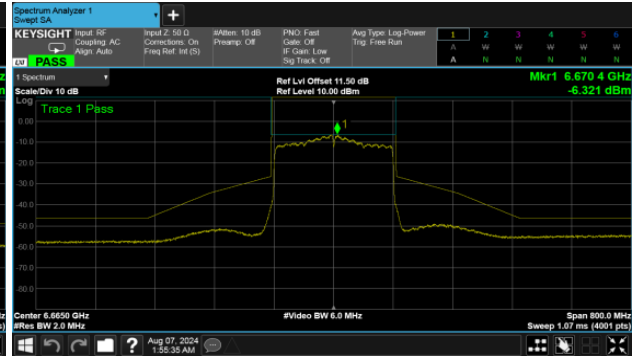 Spectrum Analyzer 1
Swept SA
+
KEYSIGHT
LVI PASS
Input: RF
Coupling: AC
Align: Auto
Input Z: 50 Ω
Corrections: On
Freq Ref: Int (S)
#Atten: 10 dB
Preamp: Off
PNO: Fast
Gate: Off
IF Gain: Low
Sig Track: Off
Avg Type: Log-Power
Trig: Free Run
1 2 3 4 5 6
A W W W W W
A N N N N N
1 Spectrum
Scale/Div 10 dB
Ref Lvl Offset 11.50 dB
Ref Level 10.00 dBm
Mkr1 6.670 4 GHz
-6.321 dBm
Log
Trace 1 Pass
1
0.00
-10.0
-20.0
-30.0
-40.0
-50.0
-60.0
-70.0
-80.0
Center 6.6650 GHz
#Res BW 2.0 MHz
#Video BW 6.0 MHz
Span 800.0 MHz
Sweep 1.07 ms (4001 pts)
?
Aug 07, 2024
1:55:35 AM